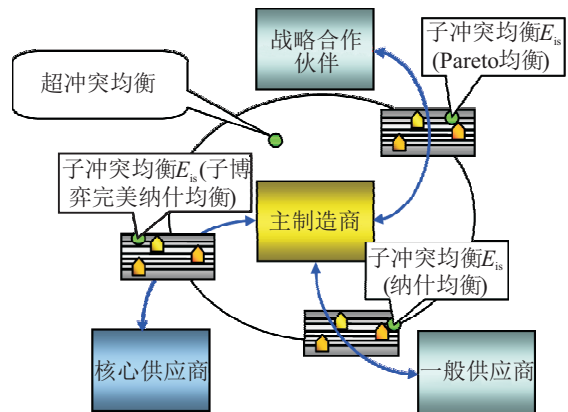 战略合作
伙伴
子冲突均衡Eis
(Pareto均衡)
超冲突均衡
子冲突均衡Eis(子博
弈完美纳什均衡)
主制造商
子冲突均衡Eis
(纳什均衡)
核心供应商
一般供应商